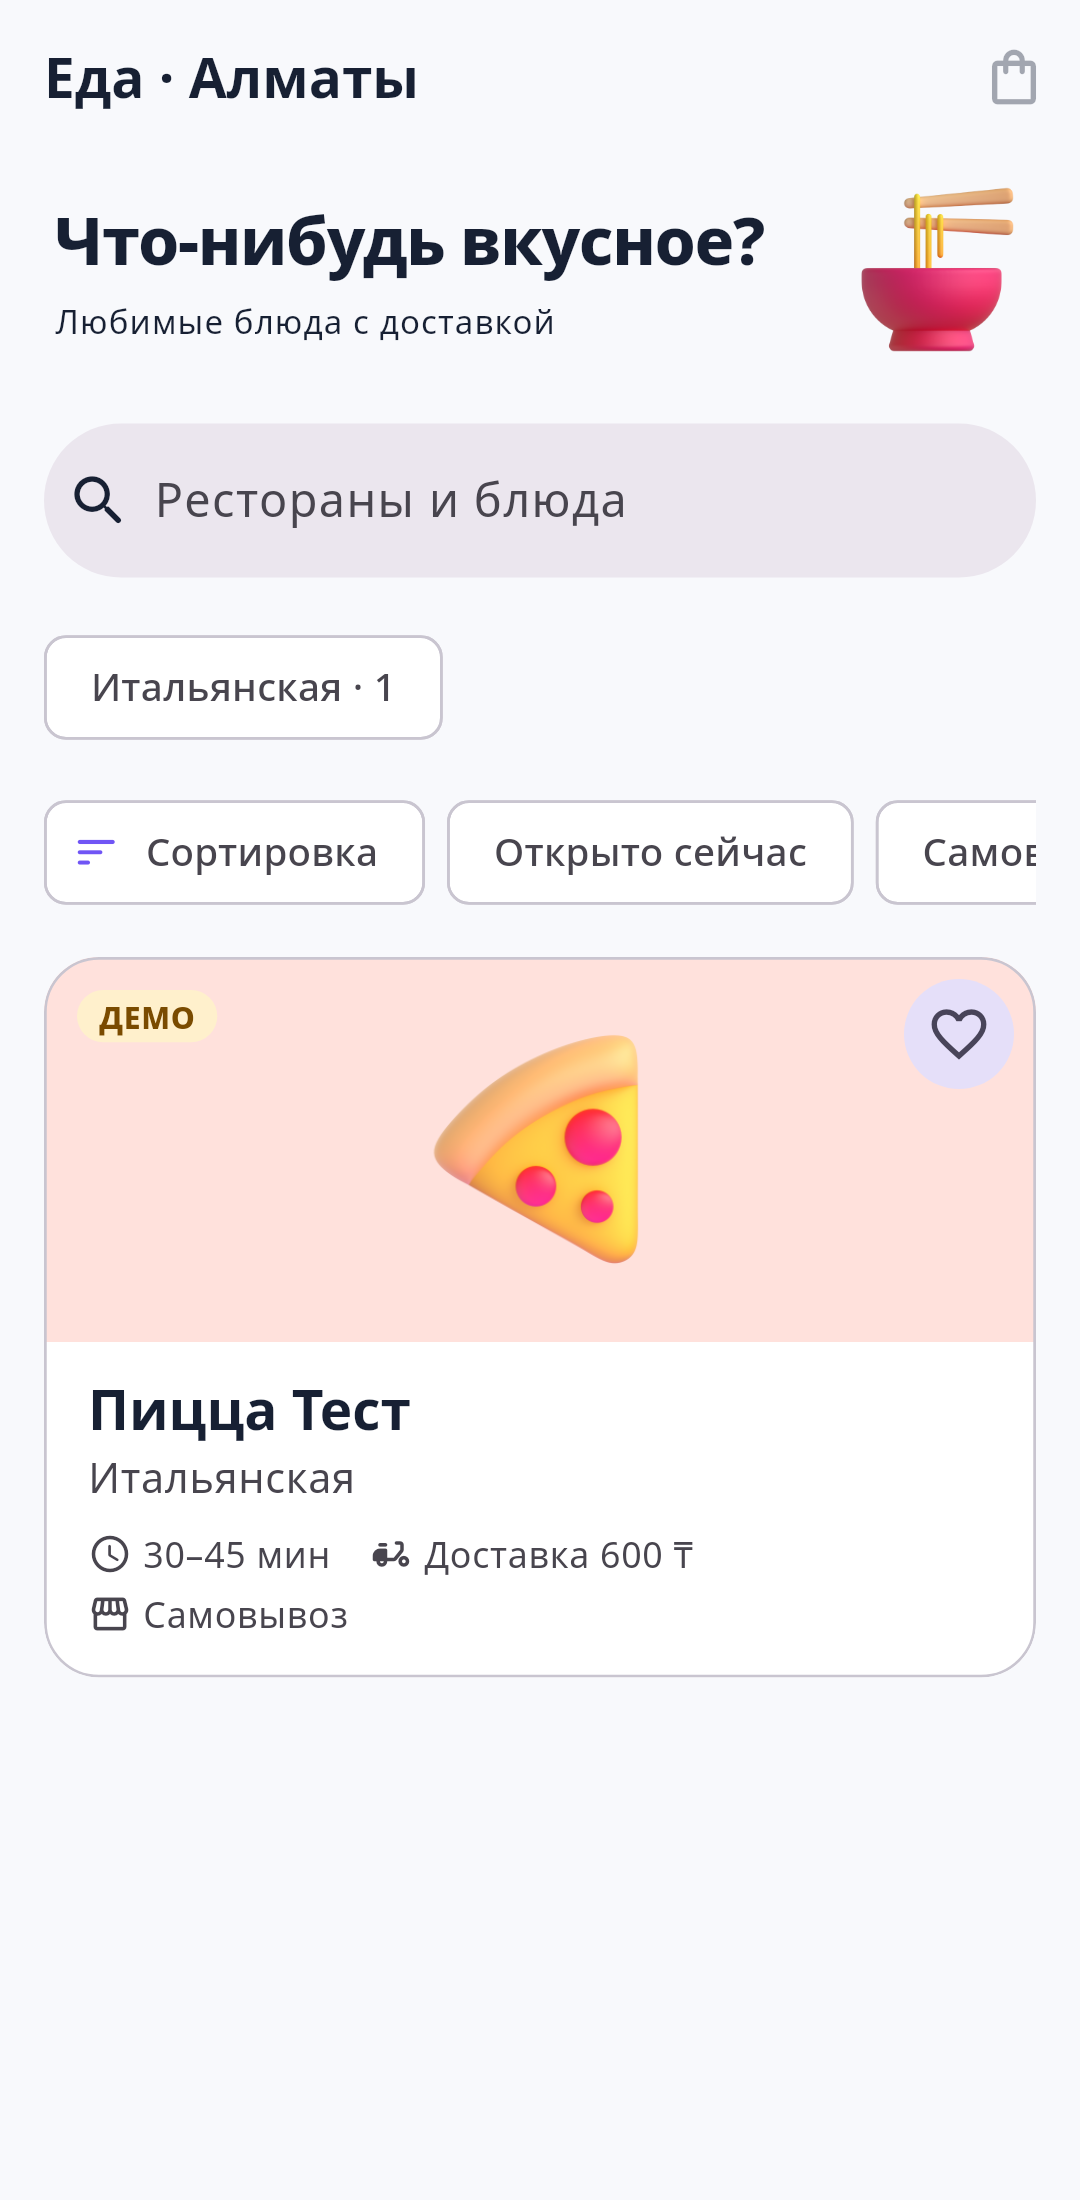 Еда · Алматы
Что-нибудь вкусное?
Любимые блюда с доставкой
Рестораны и блюда
Итальянская · 1
Сортировка
Открыто сейчас
Самов
ДЕМО
Пицца Тест
Итальянская
30–45 мин Доставка 600 ₸
Самовывоз